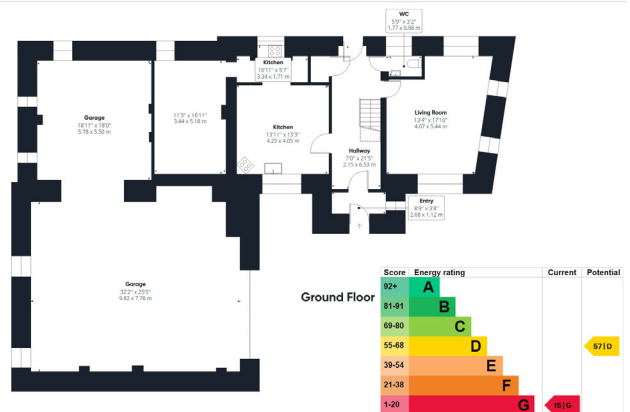 WC
5'9" x 3'2"
1.77 x 0.98 m
Kitchen
10'11" x 5'7"
3.34 x 1.71 m
Garage
18'11" x 18'0"
5.78 x 5.50 m
11'3" x 16'11"
3.44 x 5.18 m
Kitchen
13'11" x 13'3"
4.25 x 4.05 m
Living Room
13'4" x 17'10"
4.07 x 5.44 m
Hallway
7'0" x 21'5"
2.15 x 6.53 m
Entry
8'9" x 3'8"
2.68 x 1.12 m
Garage
32'2" x 25'5"
9.82 x 7.76 m
Ground Floor
Score Energy rating Current Potential
92+ A
81-91 B
69-80 C
55-68 D 57 | D
39-54 E
21-38 F
1-20 G 15 | G